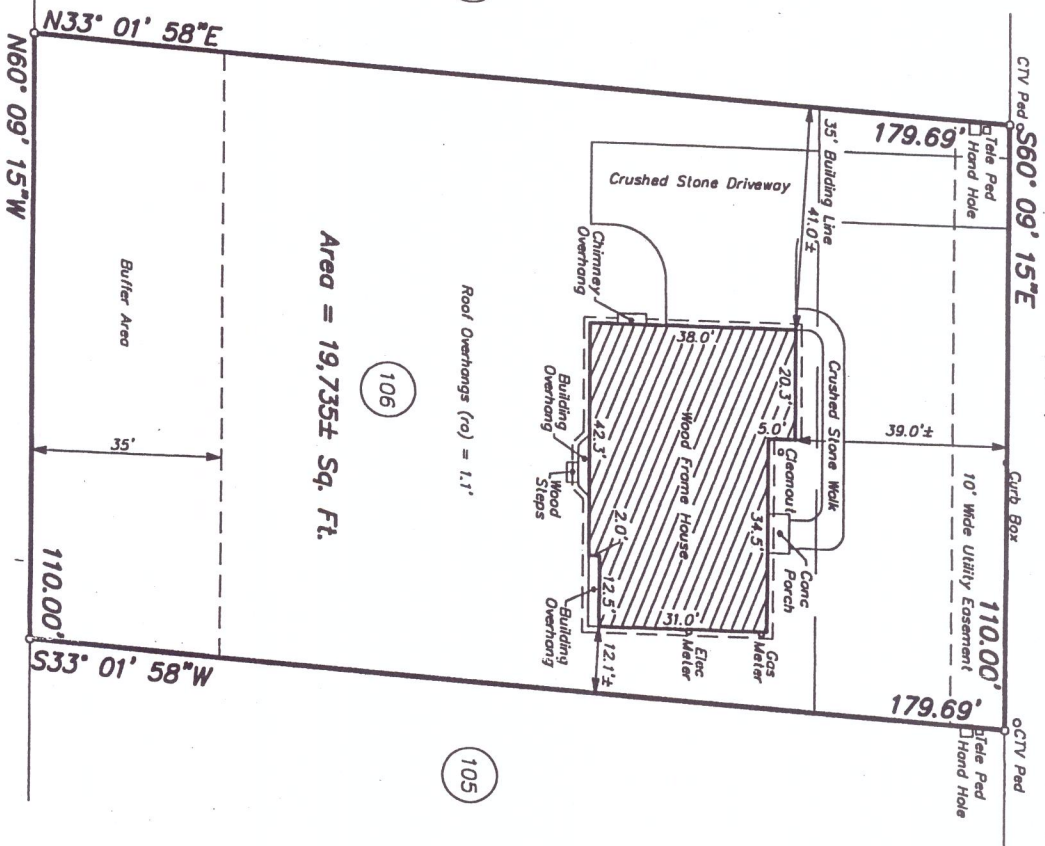 N33° 01' 58"E
N60° 09' 15"W
CTV Ped
S60° 09' 15"E
Tele Ped
Hand Hole
179.69'
35' Building Line
Crushed Stone Driveway
41.0'±
Chimney
Overhang
38.0'
20.3'
5.0'
Crushed Stone Walk
39.0'±
Curb Box
10' Wide Utility Easement
110.00'
Cleanout
Wood Frame House
34.5'
Conc
Porch
42.3'
Building
Overhang
Wood
Steps
2.0'
12.5'
31.0'
Building
Overhang
12.1'±
Elec
Meter
Gas
Meter
Roof Overhangs (ro) = 1.1'
106
Area = 19,735± Sq. Ft.
Buffer Area
35'
110.00'
S33° 01' 58"W
179.69'
CTV Ped
Tele Ped
Hand Hole
105